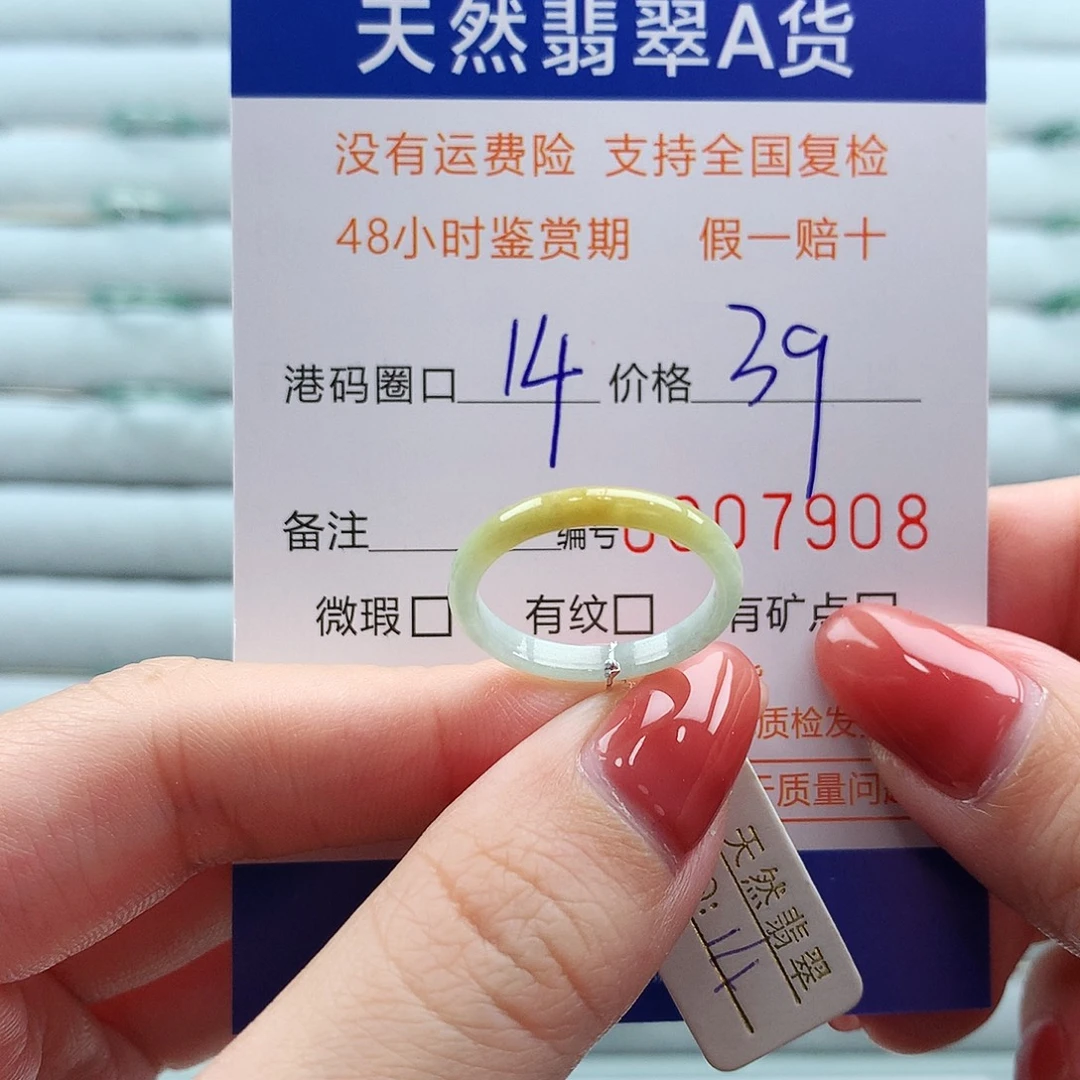 天然翡翠A货
没有运费险 支持全国复检
48小时鉴赏期 假一赔十
港码圈口 14 价格 39
备注 编号 0007908
微瑕□ 有纹□ 有矿点□
质检发
质量问
天然翡翠
14